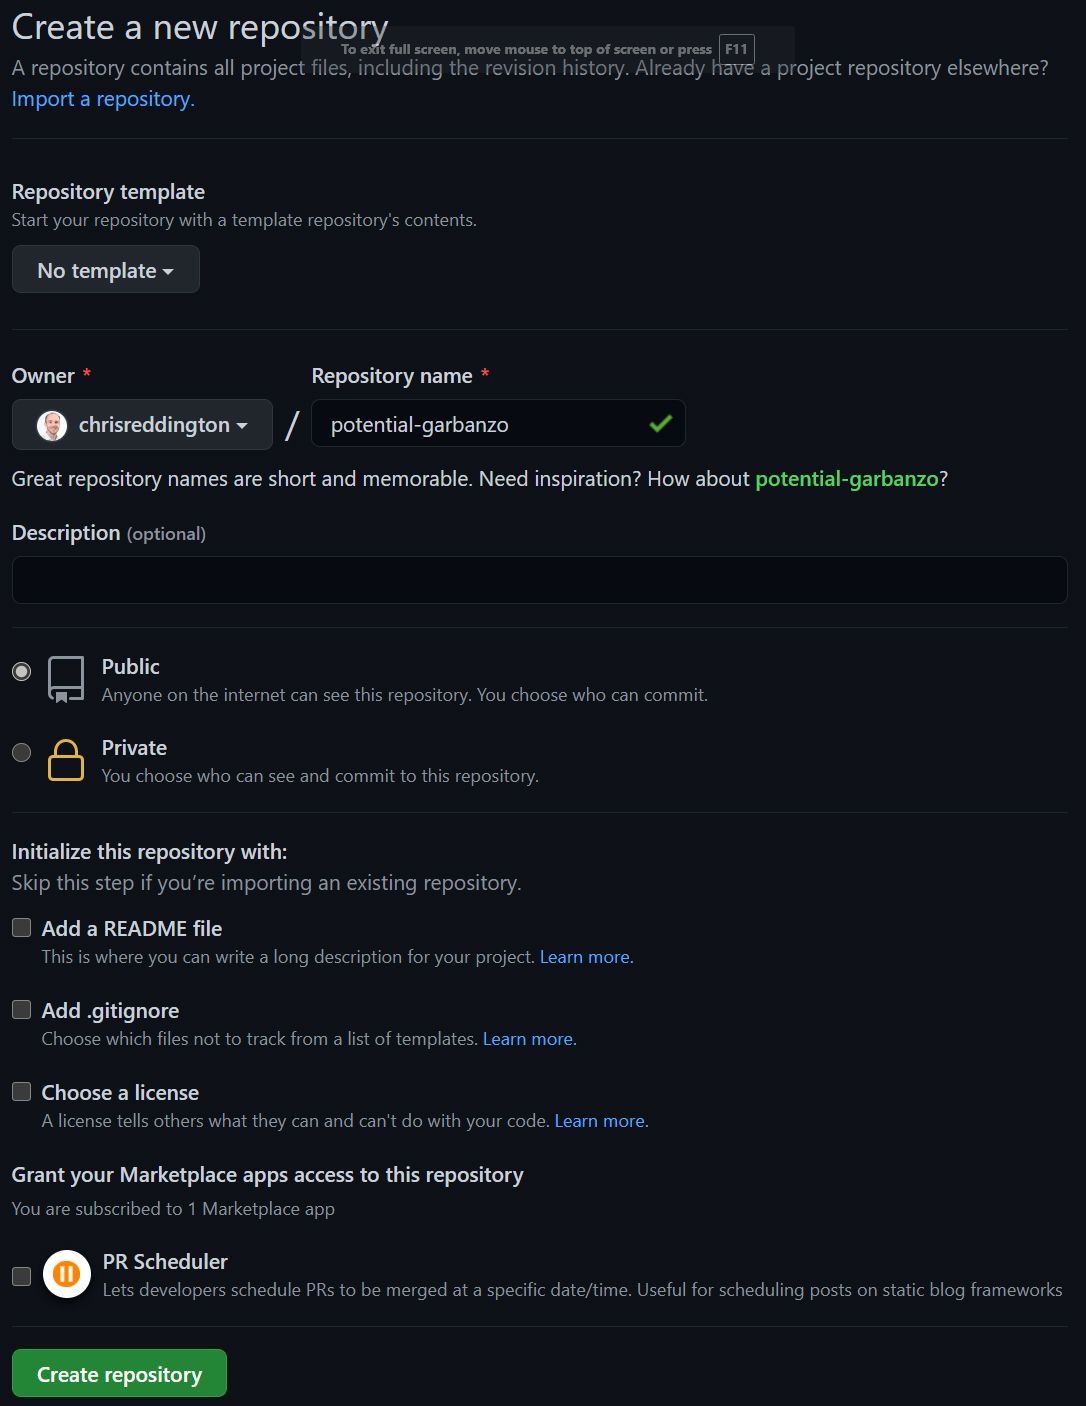 Create a new repository
To exit full screen, move mouse to top of screen or press F11
A repository contains all project files, including the revision history. Already have a project repository elsewhere?
Import a repository.
Repository template
Start your repository with a template repository's contents.
No template
Owner * Repository name *
chrisreddington / potential-garbanzo
Great repository names are short and memorable. Need inspiration? How about potential-garbanzo?
Description (optional)
Public
Anyone on the internet can see this repository. You choose who can commit.
Private
You choose who can see and commit to this repository.
Initialize this repository with:
Skip this step if you’re importing an existing repository.
Add a README file
This is where you can write a long description for your project. Learn more.
Add .gitignore
Choose which files not to track from a list of templates. Learn more.
Choose a license
A license tells others what they can and can't do with your code. Learn more.
Grant your Marketplace apps access to this repository
You are subscribed to 1 Marketplace app
PR Scheduler
Lets developers schedule PRs to be merged at a specific date/time. Useful for scheduling posts on static blog frameworks
Create repository